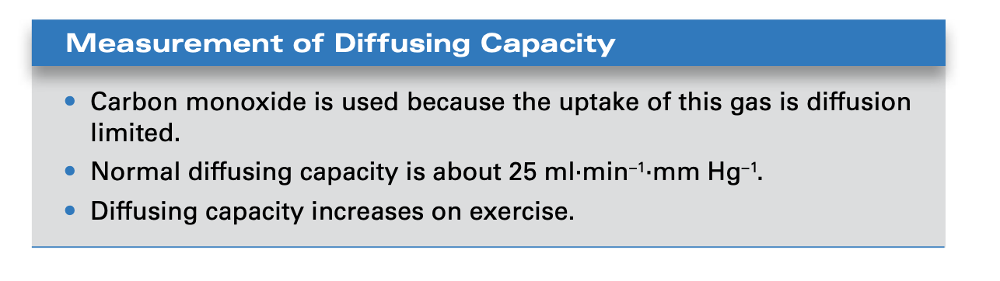 Measurement of Diffusing Capacity
• Carbon monoxide is used because the uptake of this gas is diffusion
limited.
• Normal diffusing capacity is about 25 ml·min⁻¹·mm Hg⁻¹.
• Diffusing capacity increases on exercise.